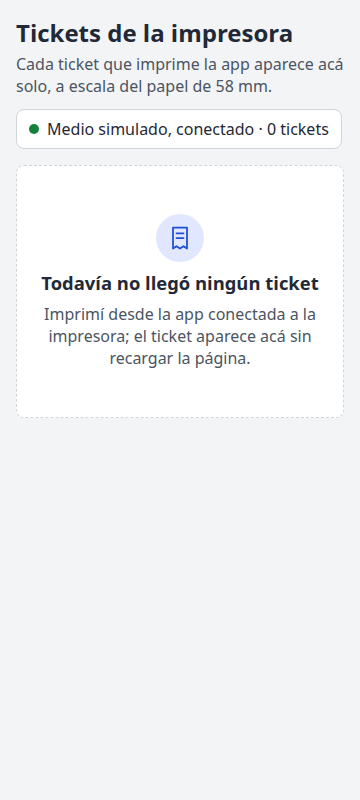 Tickets de la impresora
Cada ticket que imprime la app aparece acá
solo, a escala del papel de 58 mm.
Medio simulado, conectado · 0 tickets
Todavía no llegó ningún ticket
Imprimí desde la app conectada a la
impresora; el ticket aparece acá sin
recargar la página.